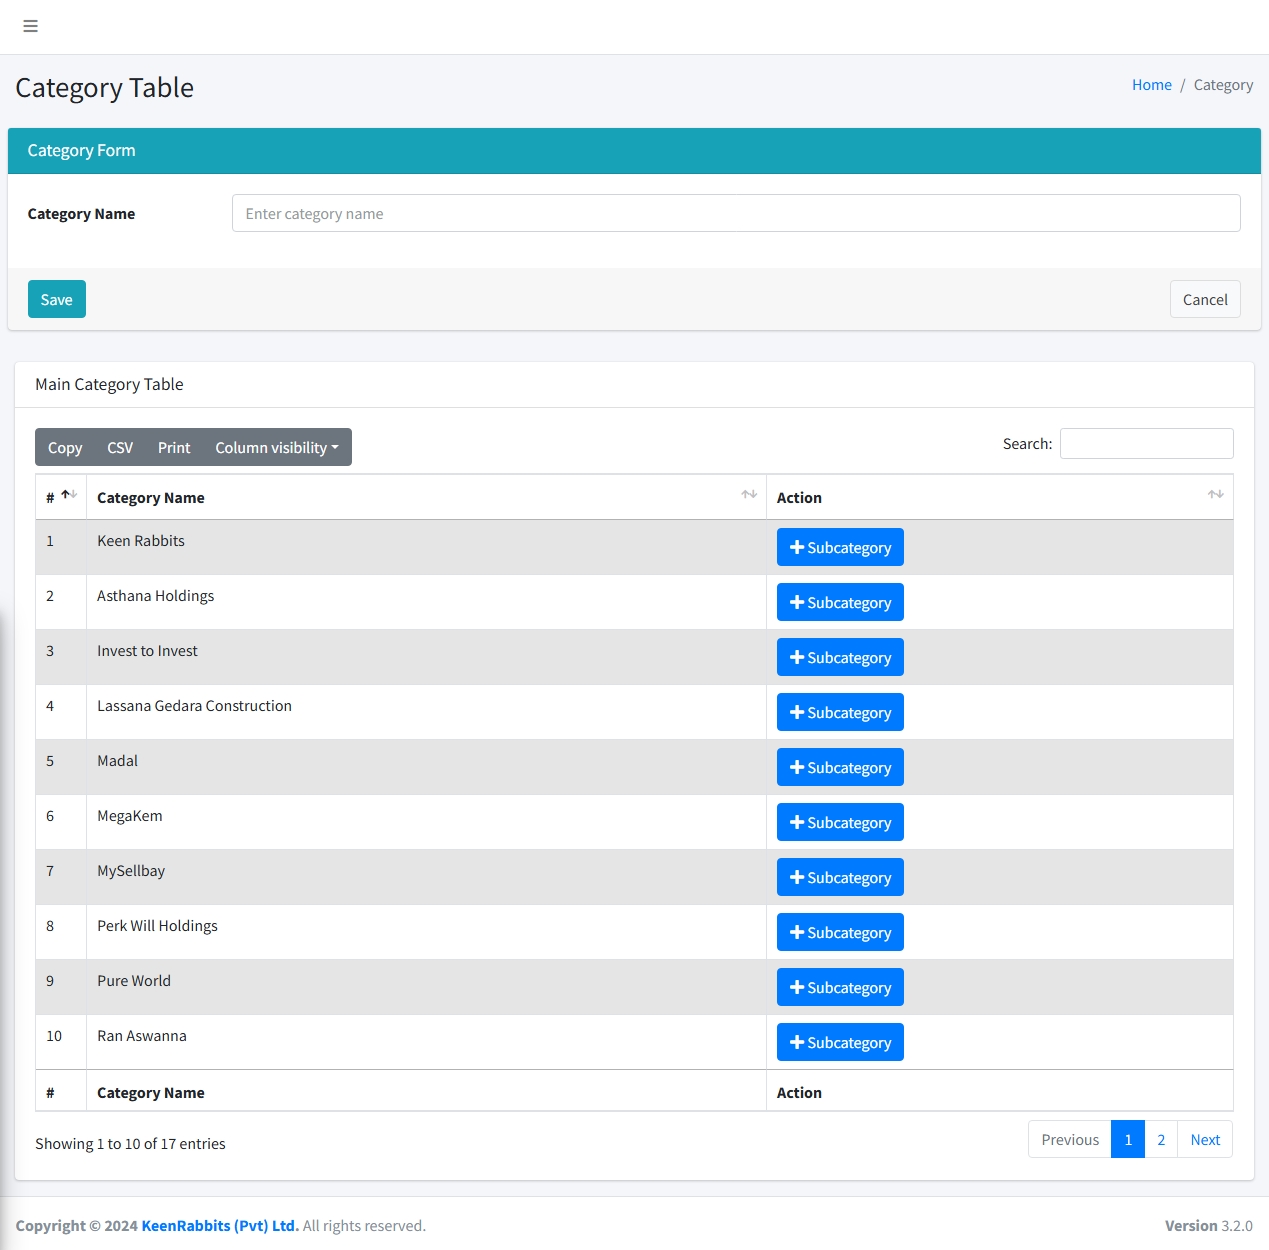 Category Table
Home / Category
Category Form
Category Name
Enter category name
Save
Cancel
Main Category Table
Copy CSV Print Column visibility
Search:
# Category Name Action
1 Keen Rabbits + Subcategory
2 Asthana Holdings + Subcategory
3 Invest to Invest + Subcategory
4 Lassana Gedara Construction + Subcategory
5 Madal + Subcategory
6 MegaKem + Subcategory
7 MySellbay + Subcategory
8 Perk Will Holdings + Subcategory
9 Pure World + Subcategory
10 Ran Aswanna + Subcategory
# Category Name Action
Showing 1 to 10 of 17 entries
Previous 1 2 Next
Copyright © 2024 KeenRabbits (Pvt) Ltd. All rights reserved.
Version 3.2.0